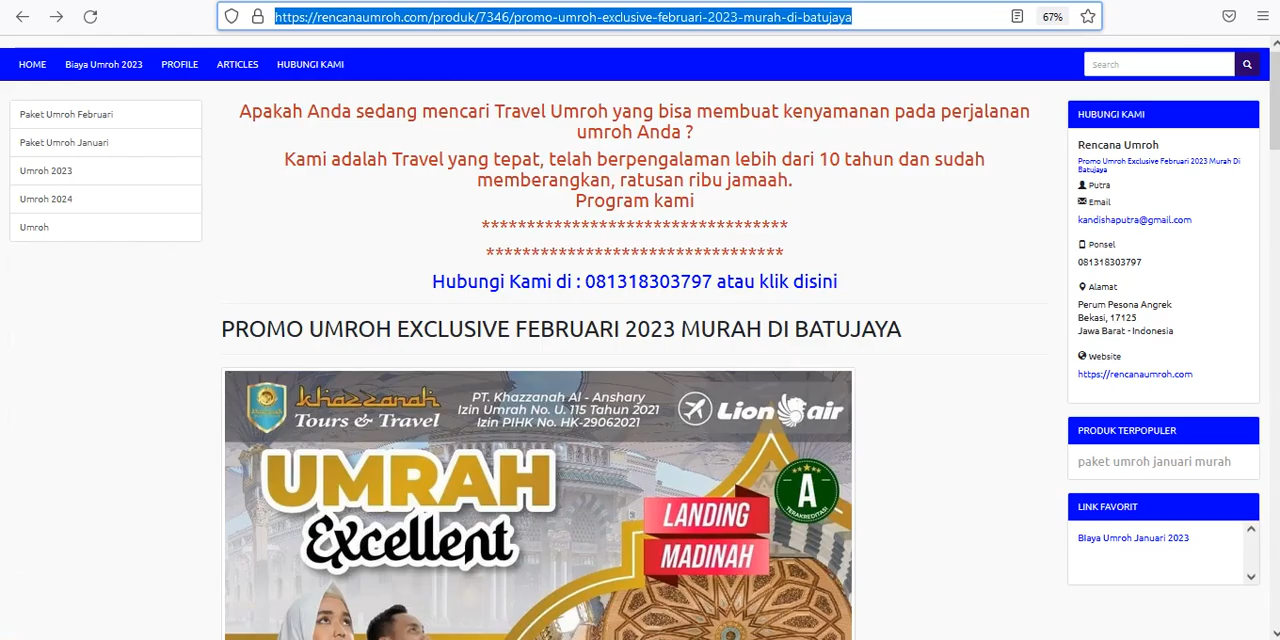 https://rencanaumroh.com/produk/7346/promo-umroh-exclusive-februari-2023-murah-di-batujaya
67%
HOME
Biaya Umroh 2023
PROFILE
ARTICLES
HUBUNGI KAMI
Search
Paket Umroh Februari
Paket Umroh Januari
Umroh 2023
Umroh 2024
Umroh
Apakah Anda sedang mencari Travel Umroh yang bisa membuat kenyamanan pada perjalanan
umroh Anda ?
Kami adalah Travel yang tepat, telah berpengalaman lebih dari 10 tahun dan sudah
memberangkan, ratusan ribu jamaah.
Program kami
*********************************
*********************************
Hubungi Kami di : 081318303797 atau klik disini
PROMO UMROH EXCLUSIVE FEBRUARI 2023 MURAH DI BATUJAYA
khazzanah
Tours & Travel
PT. Khazzanah Al - Anshary
Izin Umrah No. U. 115 Tahun 2021
Izin PIHK No. HK-29062021
Lion air
UMRAH
Excellent
LANDING
MADINAH
A
TERAKREDITASI
HUBUNGI KAMI
Rencana Umroh
Promo Umroh Exclusive Februari 2023 Murah Di
Batujaya
Putra
Email
kandishaputra@gmail.com
Ponsel
081318303797
Alamat
Perum Pesona Angrek
Bekasi, 17125
Jawa Barat - Indonesia
Website
https://rencanaumroh.com
PRODUK TERPOPULER
paket umroh januari murah
LINK FAVORIT
BIaya Umroh Januari 2023